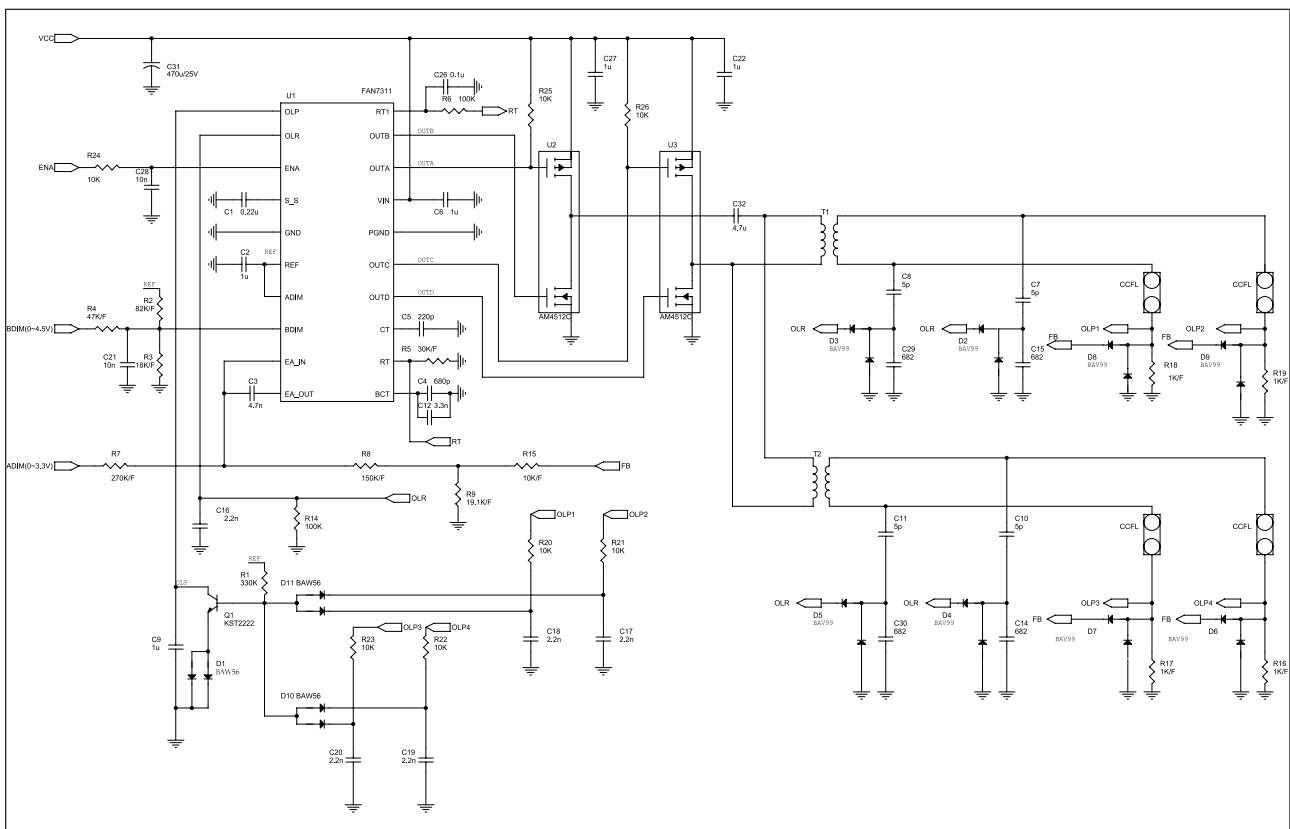 VCC
C31
470u/25V
U1
FAN7311
C26 0.1u
R6 100K
RT
R25
10K
C27
1u
R26
10K
C22
1u
OLP
OLR
ENA
S_S
GND
REF
ADIM
BDIM
EA_IN
EA_OUT
RT1
OUTB
OUTA
VIN
PGND
OUTC
OUTD
CT
RT
BCT
OUTB
OUTA
OUTC
OUTD
U2
AM4512C
U3
AM4512C
ENA
R24
10K
C28
10n
C1 0.22u
C6 1u
C2
1u
REF
REF
R2
82K/F
R4
47K/F
BDIM(0~4.5V)
C21
10n
R3
18K/F
C5 220p
R5 30K/F
C4 680p
C12 3.3n
RT
C3
4.7n
C32
4.7u
T1
C8
5p
C7
5p
CCFL
CCFL
OLR
D3
BAV99
C29
682
OLR
D2
BAV99
C15
682
OLP1
FB
D8
BAV99
R18
1K/F
OLP2
FB
D9
BAV99
R19
1K/F
ADIM(0~3.3V)
R7
270K/F
R8
150K/F
R15
10K/F
FB
R9
19.1K/F
OLR
C16
2.2n
R14
100K
T2
C11
5p
C10
5p
CCFL
CCFL
OLP1
OLP2
R20
10K
R21
10K
REF
R1
330K
OLP
Q1
KST2222
D11 BAW56
C9
1u
D1
BAW56
OLP3
OLP4
R23
10K
R22
10K
C18
2.2n
C17
2.2n
D10 BAW56
C20
2.2n
C19
2.2n
OLR
D5
BAV99
C30
682
OLR
D4
BAV99
C14
682
OLP3
FB
BAV99
D7
R17
1K/F
OLP4
FB
BAV99
D6
R16
1K/F